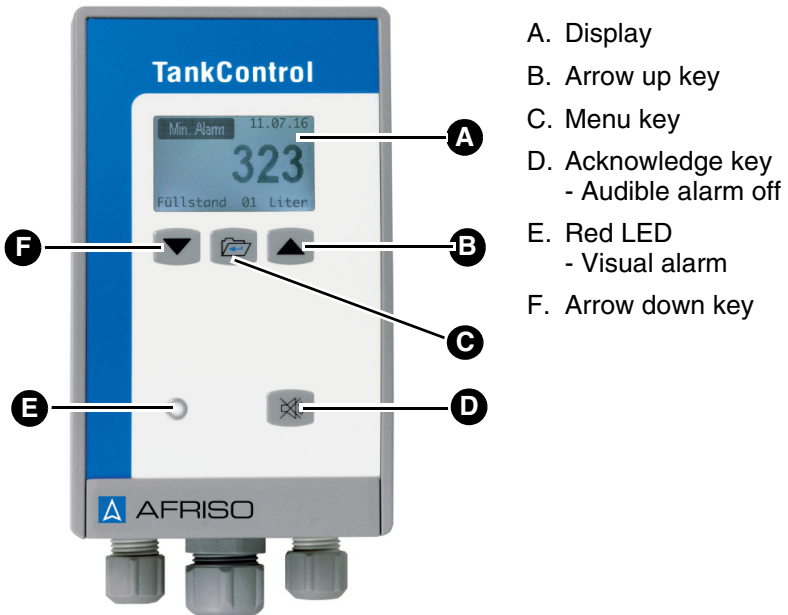 TankControl
Min. Alarm 11.07.16
323
Füllstand 01 Liter
A
B
C
D
E
F
AFRISO
A. Display
B. Arrow up key
C. Menu key
D. Acknowledge key
- Audible alarm off
E. Red LED
- Visual alarm
F. Arrow down key